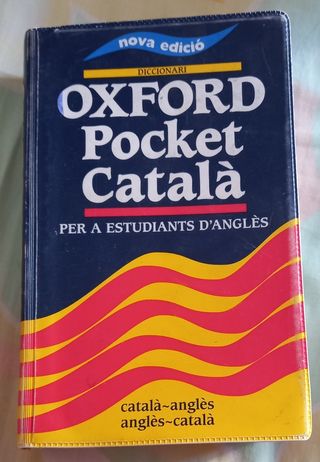 nova edició
DICCIONARI
OXFORD
Pocket
Català
PER A ESTUDIANTS D'ANGLÈS
català~anglès
anglès~català